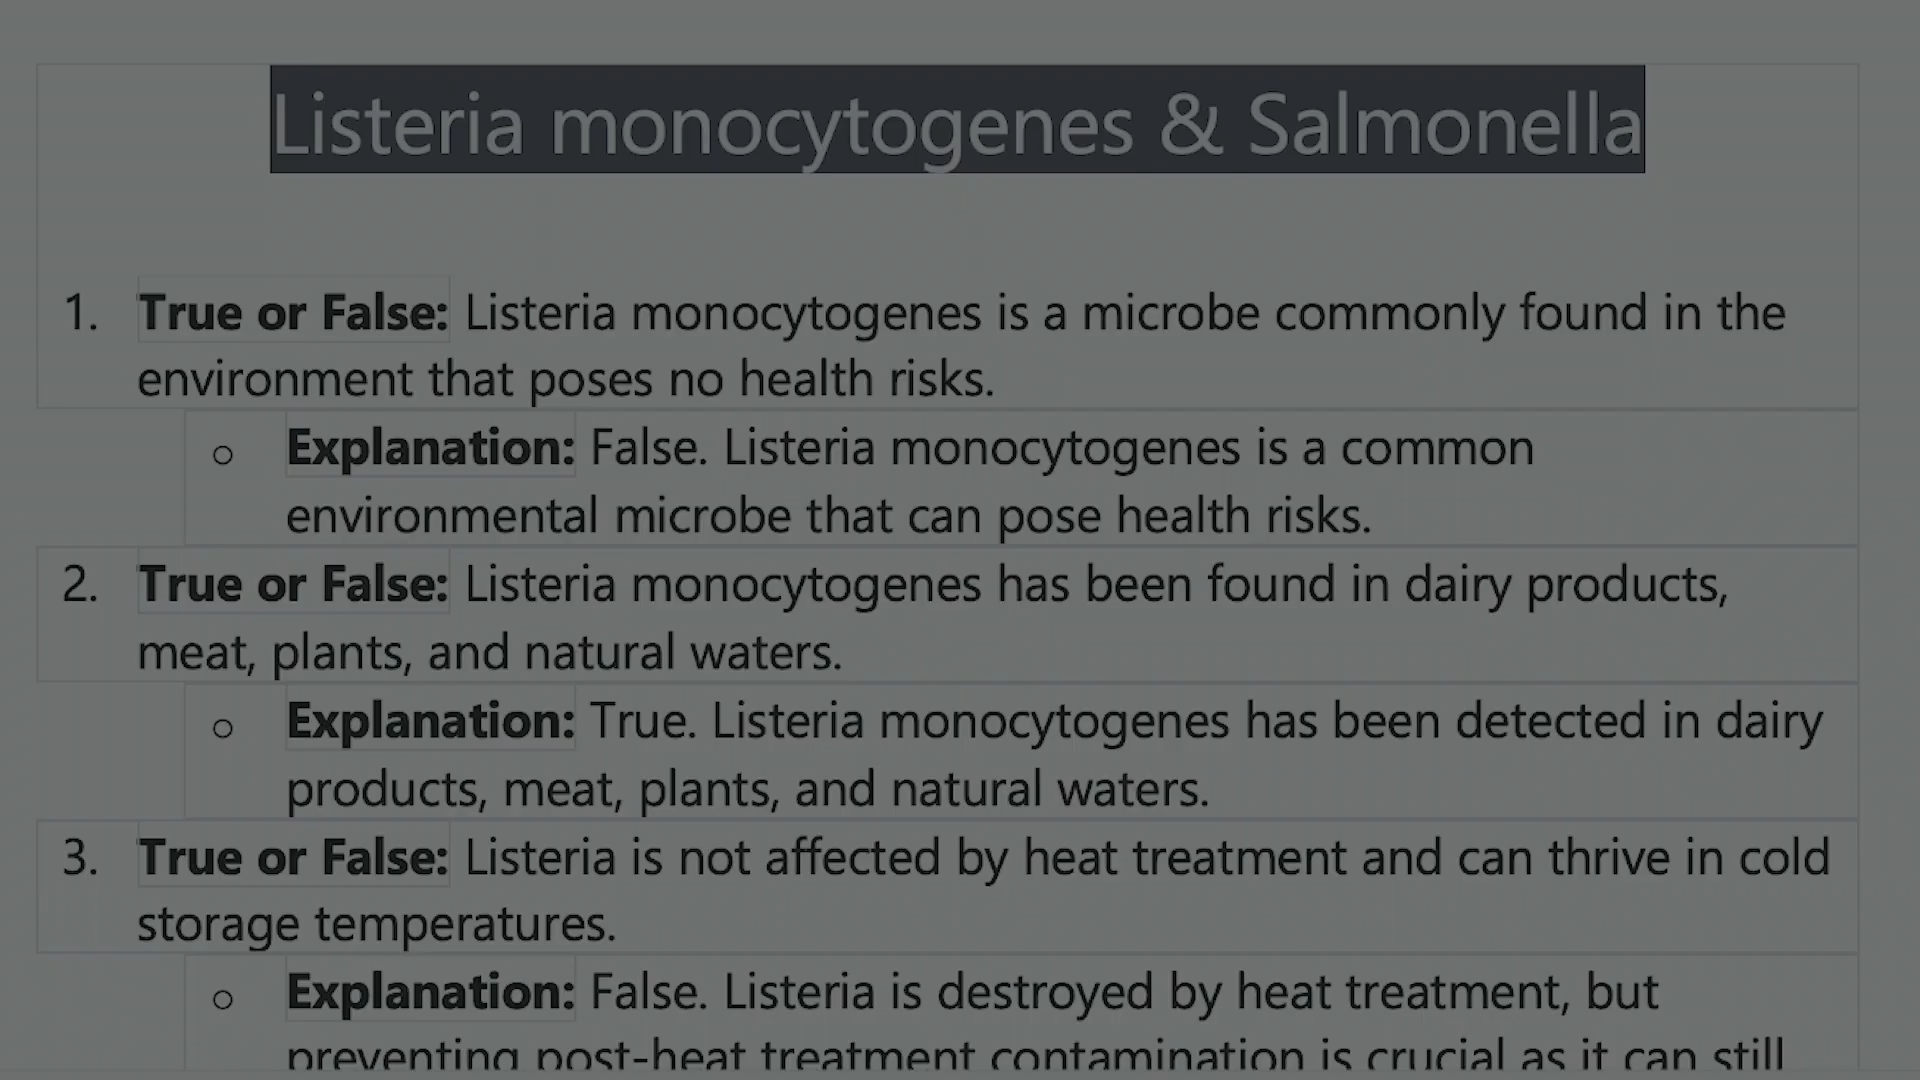 Listeria monocytogenes & Salmonella
1. True or False: Listeria monocytogenes is a microbe commonly found in the
environment that poses no health risks.
o Explanation: False. Listeria monocytogenes is a common
environmental microbe that can pose health risks.
2. True or False: Listeria monocytogenes has been found in dairy products,
meat, plants, and natural waters.
o Explanation: True. Listeria monocytogenes has been detected in dairy
products, meat, plants, and natural waters.
3. True or False: Listeria is not affected by heat treatment and can thrive in cold
storage temperatures.
o Explanation: False. Listeria is destroyed by heat treatment, but
preventing post-heat treatment contamination is crucial as it can still